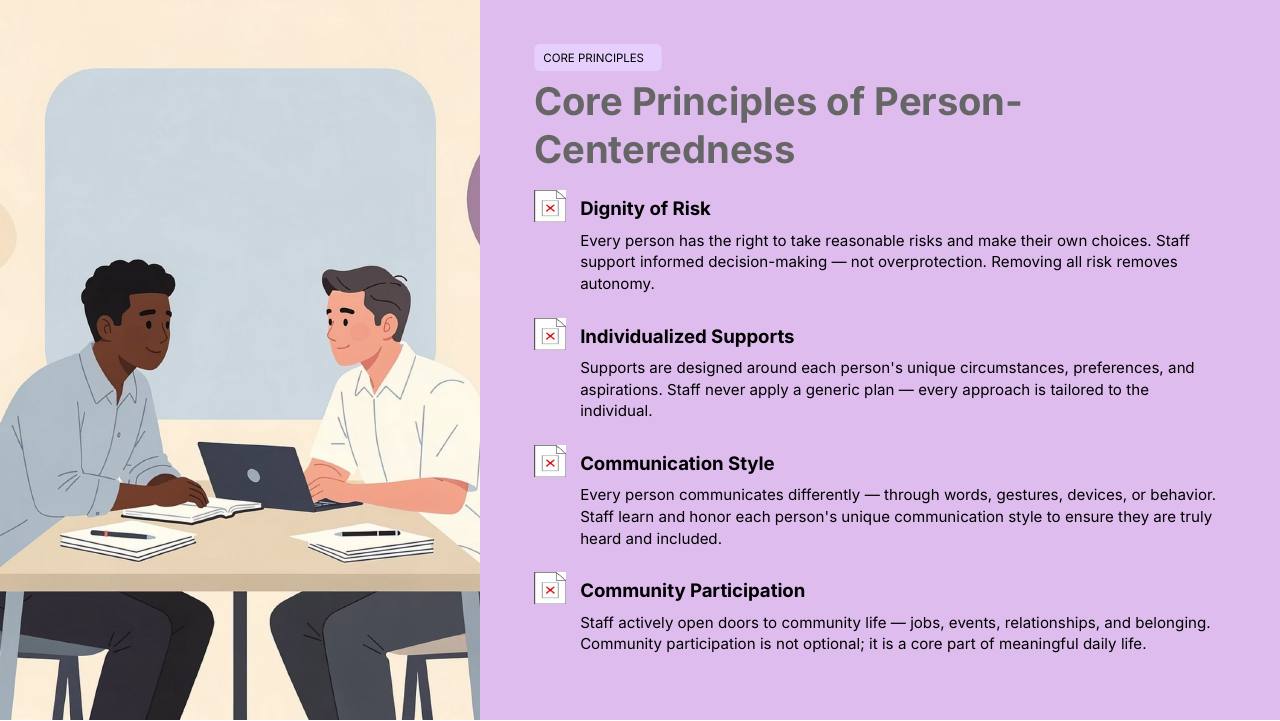 CORE PRINCIPLES
Core Principles of Person-
Centeredness
Dignity of Risk
Every person has the right to take reasonable risks and make their own choices. Staff
support informed decision-making — not overprotection. Removing all risk removes
autonomy.
Individualized Supports
Supports are designed around each person's unique circumstances, preferences, and
aspirations. Staff never apply a generic plan — every approach is tailored to the
individual.
Communication Style
Every person communicates differently — through words, gestures, devices, or behavior.
Staff learn and honor each person's unique communication style to ensure they are truly
heard and included.
Community Participation
Staff actively open doors to community life — jobs, events, relationships, and belonging.
Community participation is not optional; it is a core part of meaningful daily life.